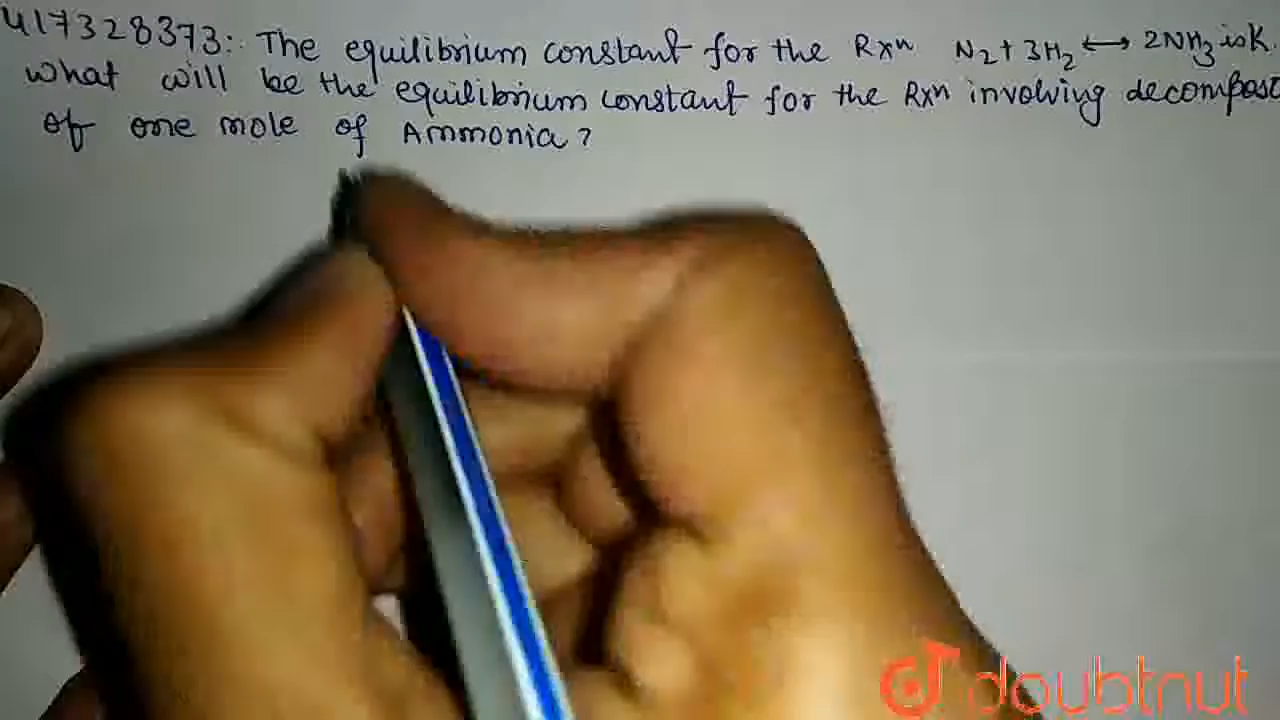 417328373:. The equilibrium constant for the Rxⁿ N₂ + 3H₂ ⟷ 2NH₃ is K.
What will be the equilibrium constant for the Rxn involving
of one mole of Ammonia?
doubtnut